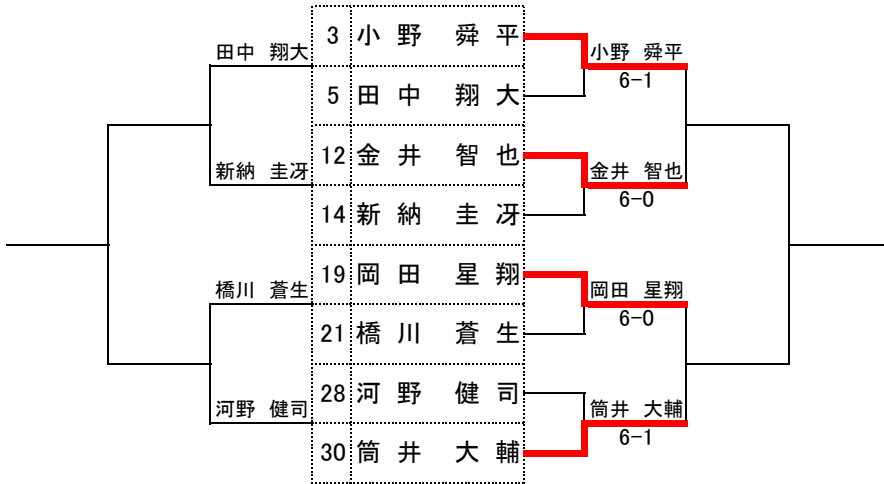 3 小野 舜平
5 田中 翔大
12 金井 智也
14 新納 圭冴
19 岡田 星翔
21 橋川 蒼生
28 河野 健司
30 筒井 大輔
田中 翔大
新納 圭冴
橋川 蒼生
河野 健司
小野 舜平
6-1
金井 智也
6-0
岡田 星翔
6-0
筒井 大輔
6-1